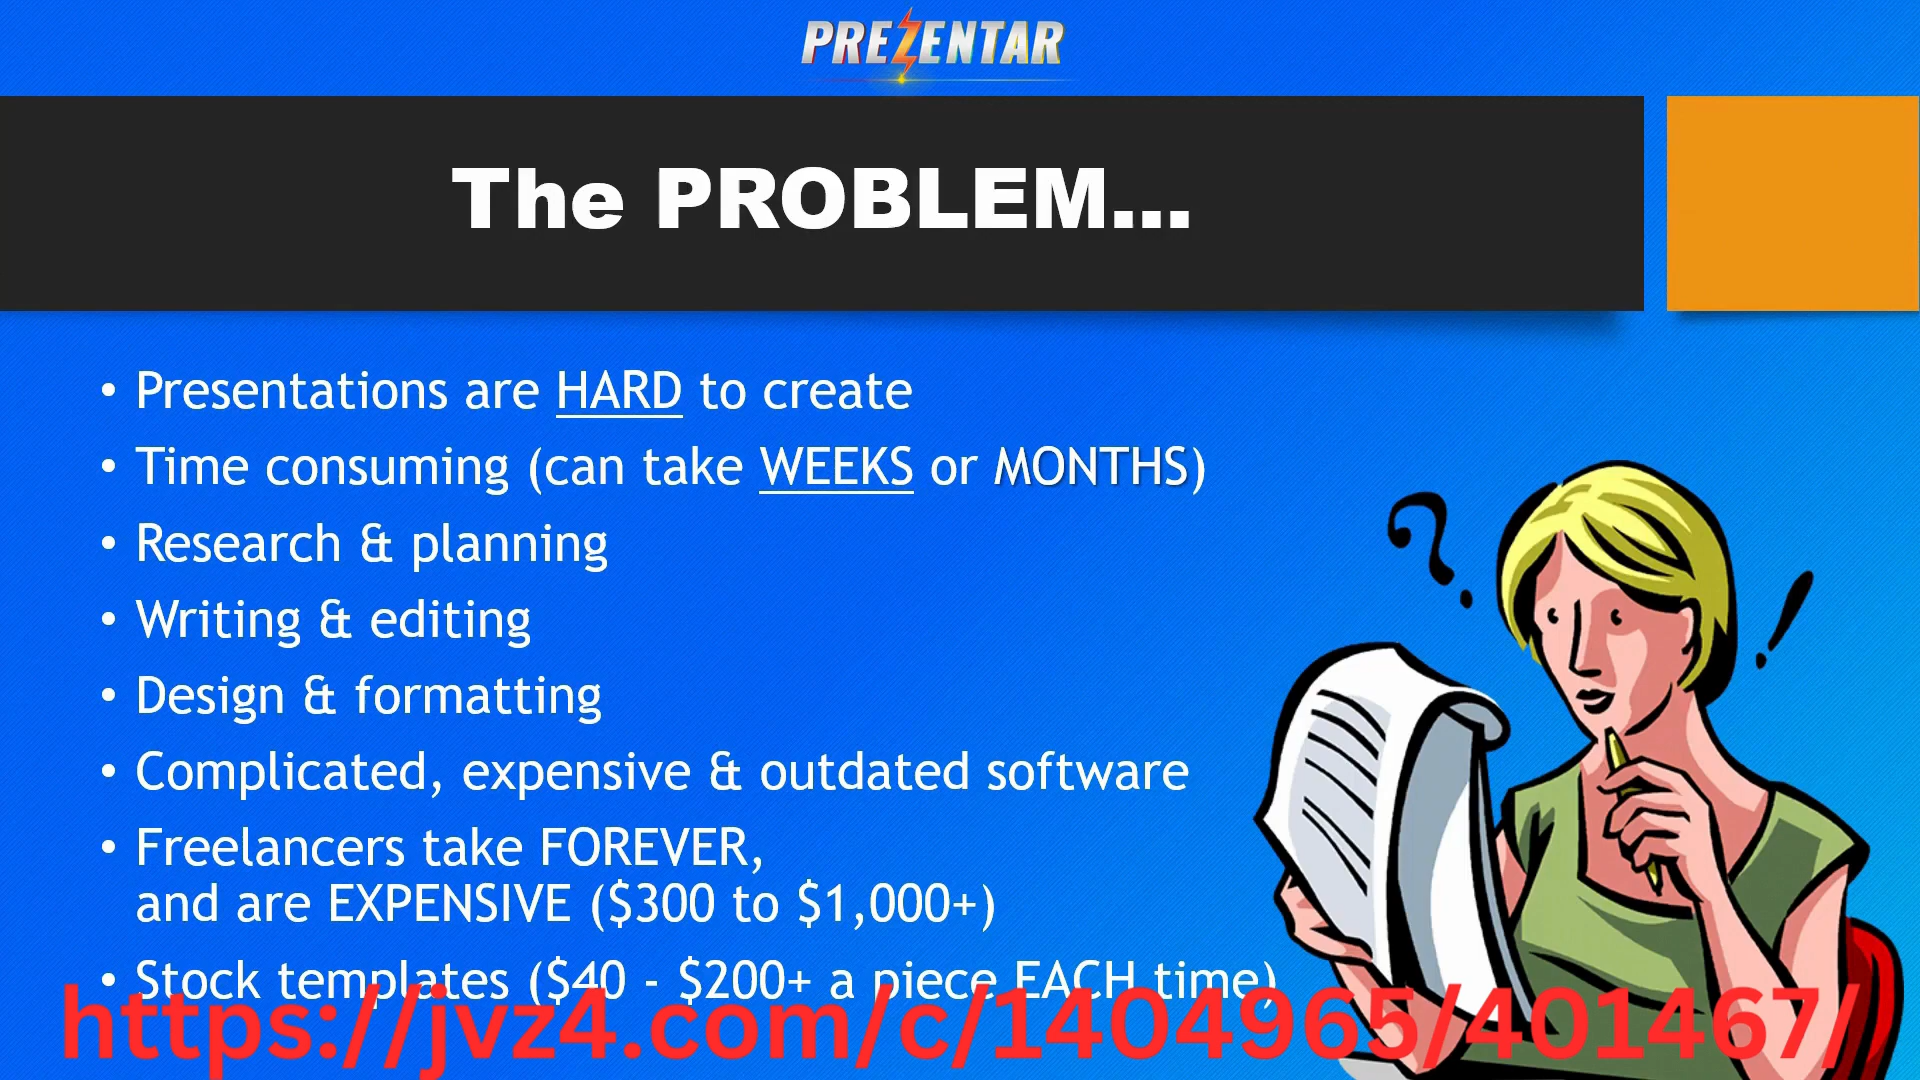 PREZENTAR
The PROBLEM...
• Presentations are HARD to create
• Time consuming (can take WEEKS or MONTHS)
• Research & planning
• Writing & editing
• Design & formatting
• Complicated, expensive & outdated software
• Freelancers take FOREVER,
and are EXPENSIVE ($300 to $1,000+)
• Stock templates ($40 - $200+ a piece EACH time)
https://jvz4.com/c/1404965/401467/